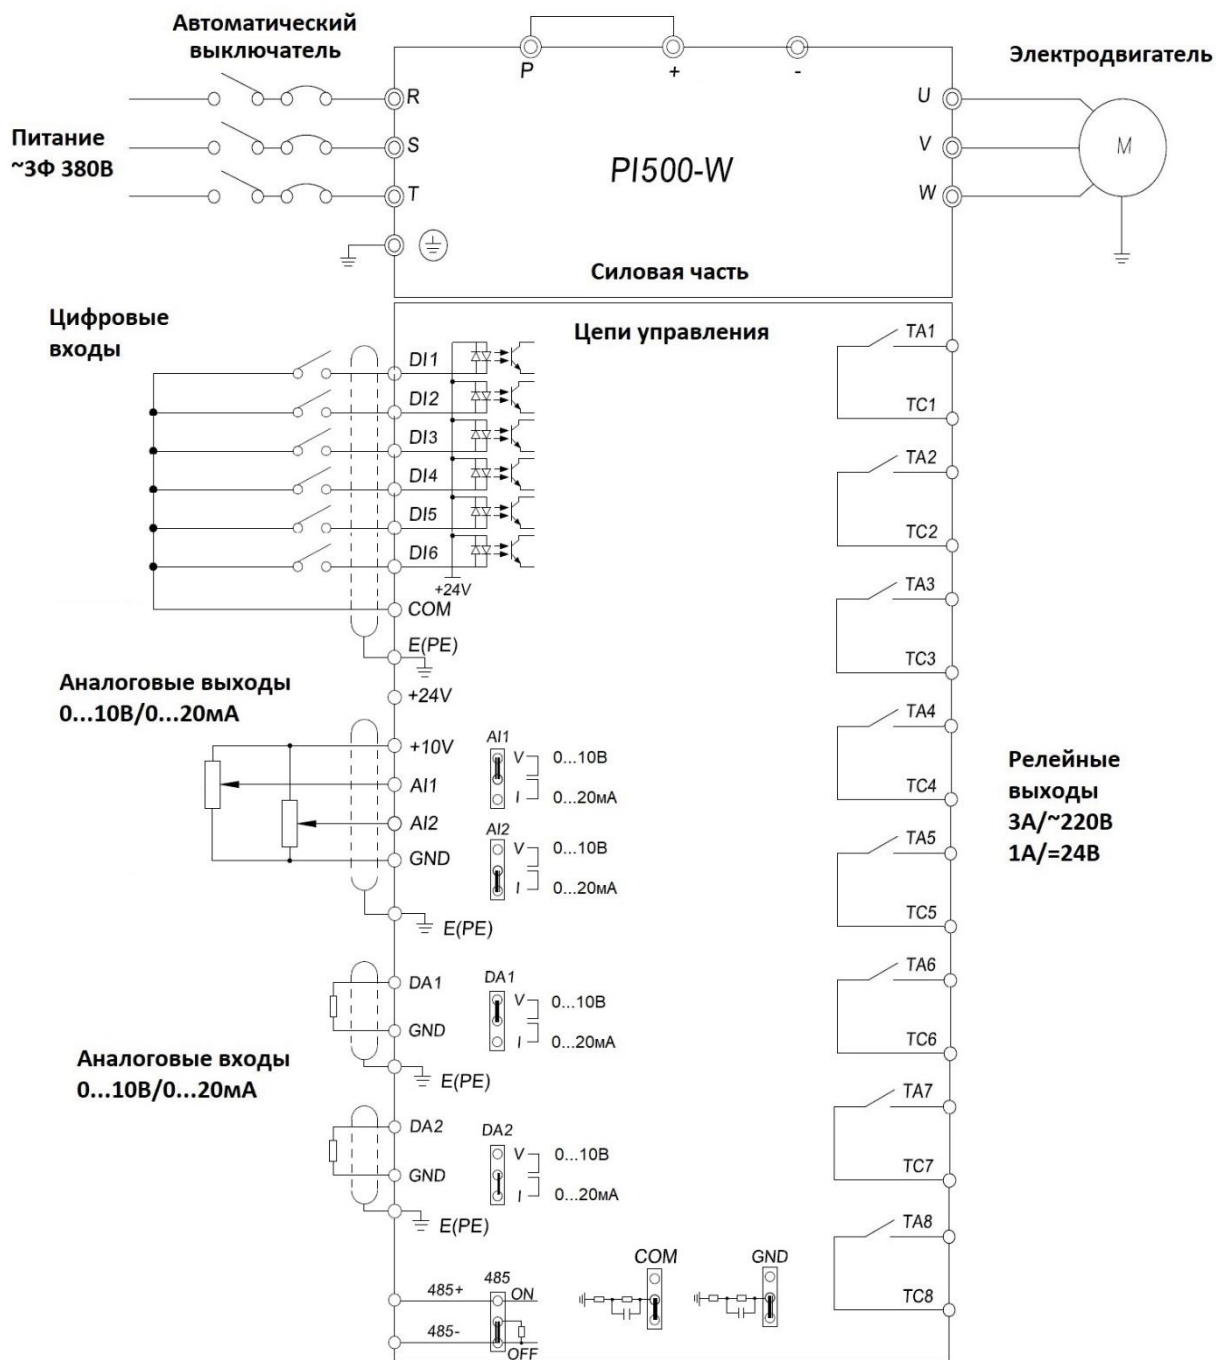 Автоматический
выключатель
P
+
-
Электродвигатель
R
U
Питание
~3Ф 380В
S
PI500-W
V
M
T
W
Силовая часть
Цифровые
входы
Цепи управления
TA1
DI1
DI2
TC1
DI3
TA2
DI4
DI5
TC2
DI6
+24V
TA3
COM
E(PE)
TC3
Аналоговые выходы
0...10В/0...20мА
+24V
TA4
+10V
AI1
V
0...10В
Релейные
выходы
3А/~220В
1А/=24В
AI1
I
0...20мА
TC4
AI2
AI2
V
0...10В
TA5
GND
I
0...20мА
TC5
E(PE)
TA6
DA1
DA1
V
0...10В
GND
I
0...20мА
TC6
Аналоговые входы
0...10В/0...20мА
E(PE)
TA7
DA2
DA2
V
0...10В
GND
I
0...20мА
TC7
E(PE)
TA8
COM
GND
485+
485
ON
TC8
485-
OFF